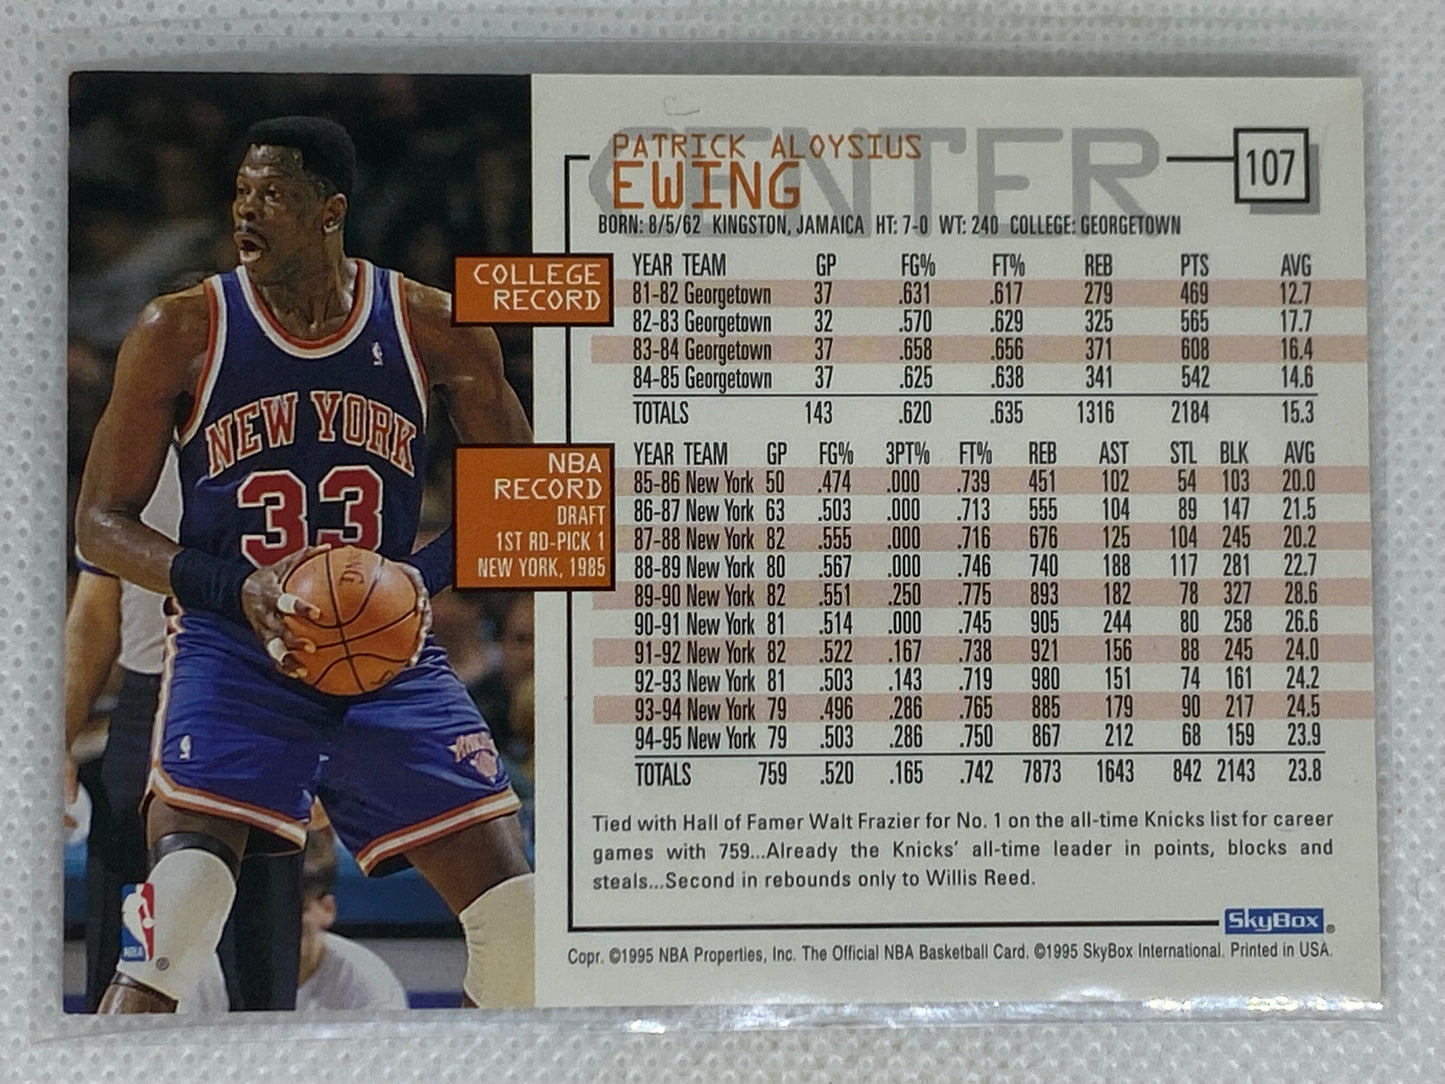 CENTER
PATRICK ALOYSIUS
EWING
107
BORN: 8/5/62 KINGSTON, JAMAICA HT: 7-0 WT: 240 COLLEGE: GEORGETOWN
COLLEGE
RECORD
YEAR TEAM GP FG% FT% REB PTS AVG
81-82 Georgetown 37 .631 .617 279 469 12.7
82-83 Georgetown 32 .570 .629 325 565 17.7
83-84 Georgetown 37 .658 .656 371 608 16.4
84-85 Georgetown 37 .625 .638 341 542 14.6
TOTALS 143 .620 .635 1316 2184 15.3
NBA
RECORD
DRAFT
1ST RD-PICK 1
NEW YORK, 1985
YEAR TEAM GP FG% 3PT% FT% REB AST STL BLK AVG
85-86 New York 50 .474 .000 .739 451 102 54 103 20.0
86-87 New York 63 .503 .000 .713 555 104 89 147 21.5
87-88 New York 82 .555 .000 .716 676 125 104 245 20.2
88-89 New York 80 .567 .000 .746 740 188 117 281 22.7
89-90 New York 82 .551 .250 .775 893 182 78 327 28.6
90-91 New York 81 .514 .000 .745 905 244 80 258 26.6
91-92 New York 82 .522 .167 .738 921 156 88 245 24.0
92-93 New York 81 .503 .143 .719 980 151 74 161 24.2
93-94 New York 79 .496 .286 .765 885 179 90 217 24.5
94-95 New York 79 .503 .286 .750 867 212 68 159 23.9
TOTALS 759 .520 .165 .742 7873 1643 842 2143 23.8
Tied with Hall of Famer Walt Frazier for No. 1 on the all-time Knicks list for career
games with 759...Already the Knicks' all-time leader in points, blocks and
steals...Second in rebounds only to Willis Reed.
SkyBox®
Copr. ©1995 NBA Properties, Inc. The Official NBA Basketball Card. ©1995 SkyBox International. Printed in USA.
NEW YORK
33
NBA
®